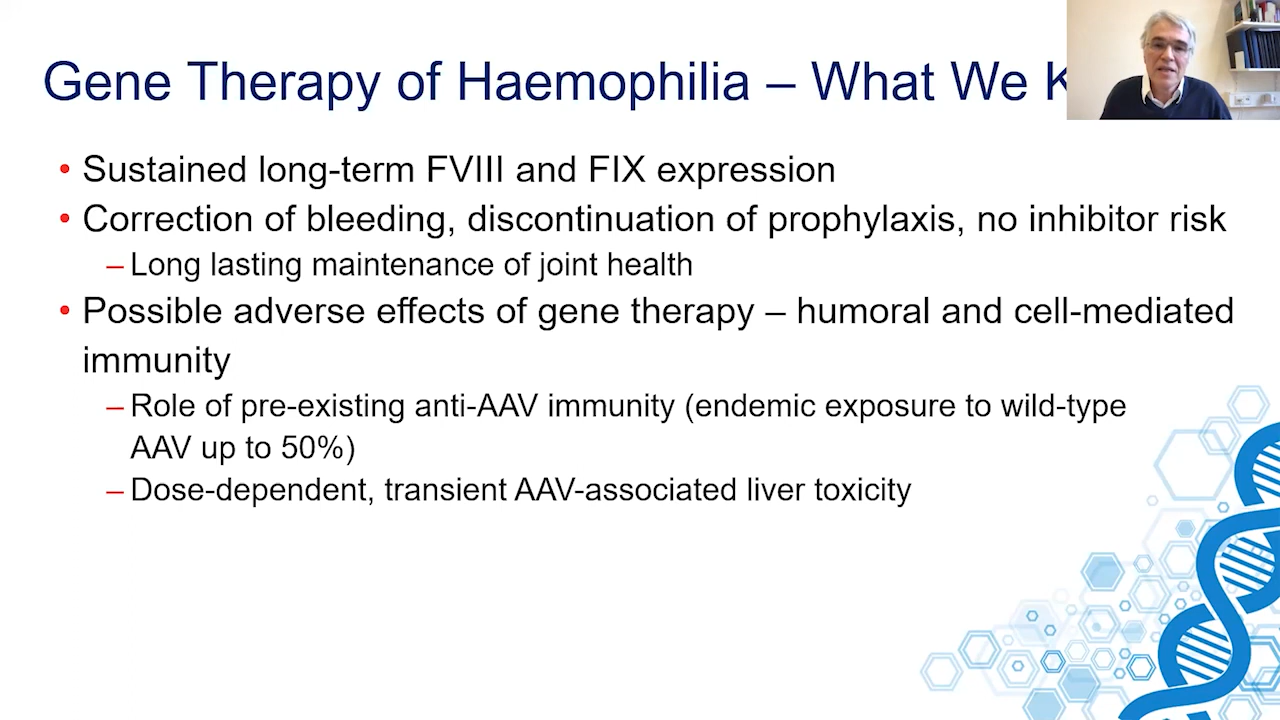 Gene Therapy of Haemophilia – What We
• Sustained long-term FVIII and FIX expression
• Correction of bleeding, discontinuation of prophylaxis, no inhibitor risk
– Long lasting maintenance of joint health
• Possible adverse effects of gene therapy – humoral and cell-mediated
immunity
– Role of pre-existing anti-AAV immunity (endemic exposure to wild-type
AAV up to 50%)
– Dose-dependent, transient AAV-associated liver toxicity